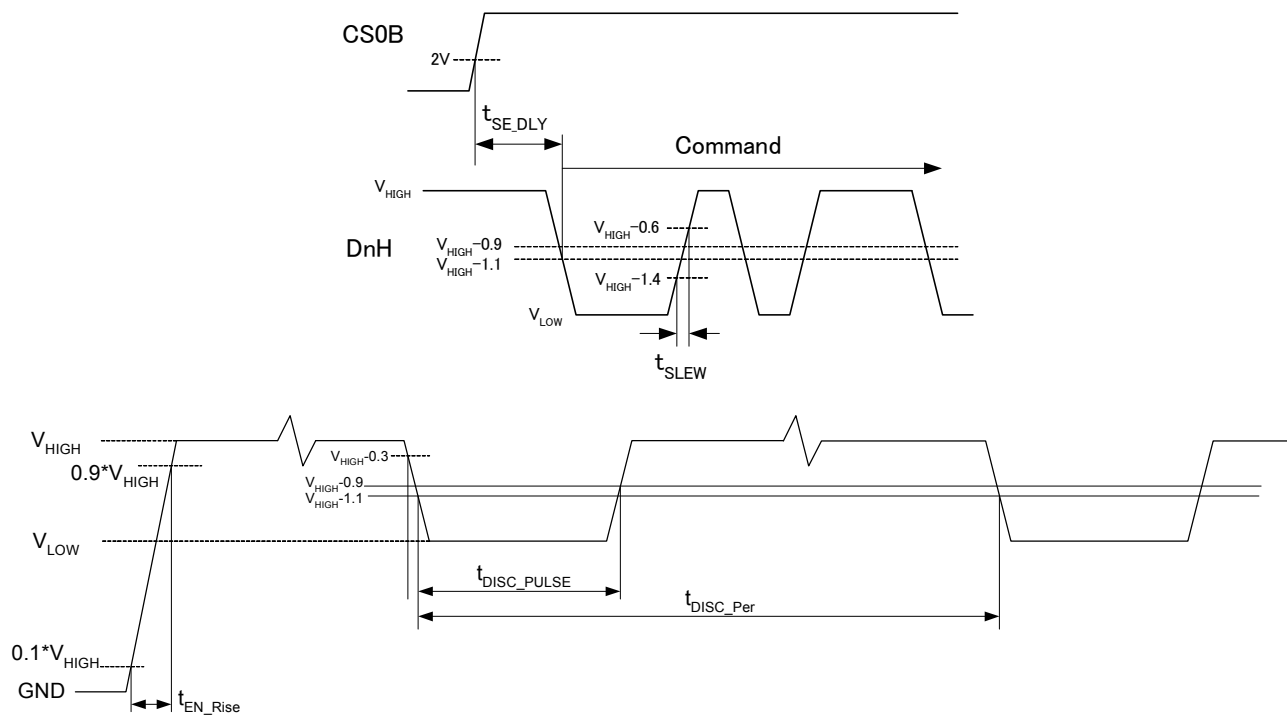 CS0B
2V
tSE_DLY
Command
VHIGH
VHIGH-0.6
DnH
VHIGH-0.9
VHIGH-1.1
VHIGH-1.4
VLOW
tSLEW
VHIGH
VHIGH-0.3
0.9*VHIGH
VHIGH-0.9
VHIGH-1.1
VLOW
tDISC_PULSE
tDISC_Per
0.1*VHIGH
GND
tEN_Rise